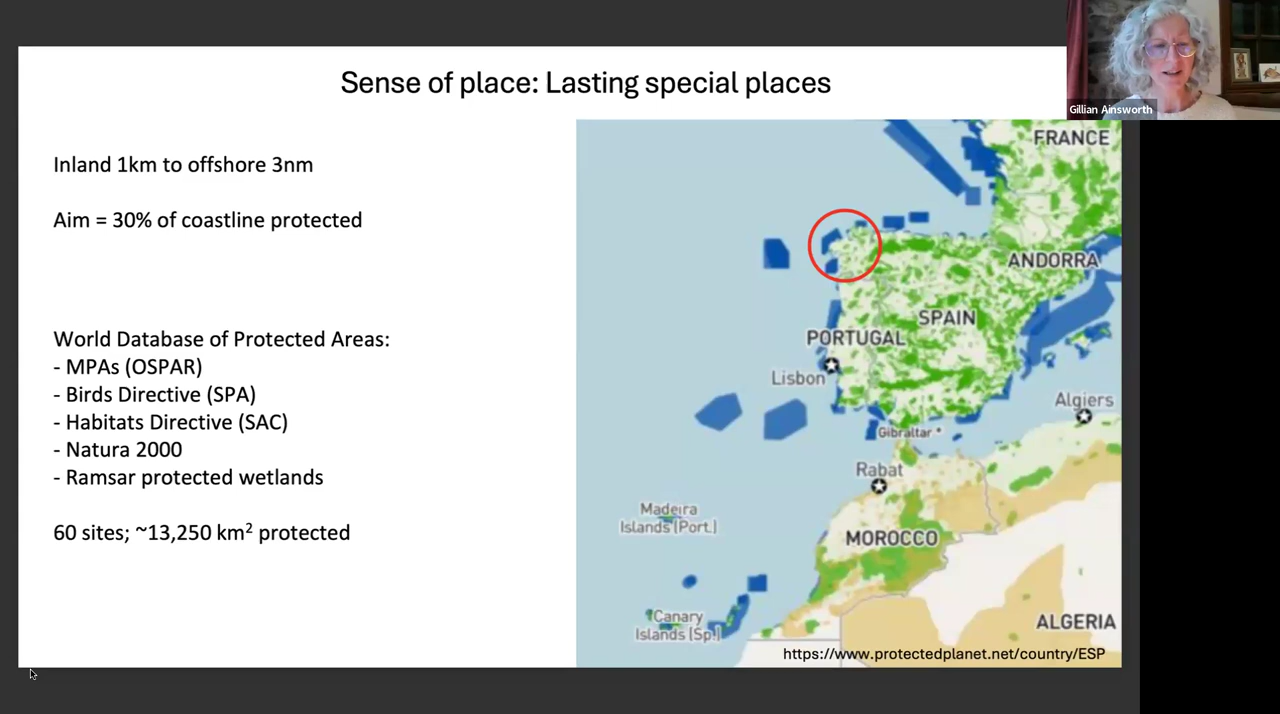 Sense of place: Lasting special places
Gillian Ainsworth
Inland 1km to offshore 3nm
Aim = 30% of coastline protected
World Database of Protected Areas:
- MPAs (OSPAR)
- Birds Directive (SPA)
- Habitats Directive (SAC)
- Natura 2000
- Ramsar protected wetlands
60 sites; ~13,250 km² protected
FRANCE
ANDORRA
SPAIN
PORTUGAL
Lisbon
Algiers
Gibraltar *
Rabat
Madeira
Islands (Port.)
MOROCCO
Canary
Islands (Sp.)
ALGERIA
https://www.protectedplanet.net/country/ESP